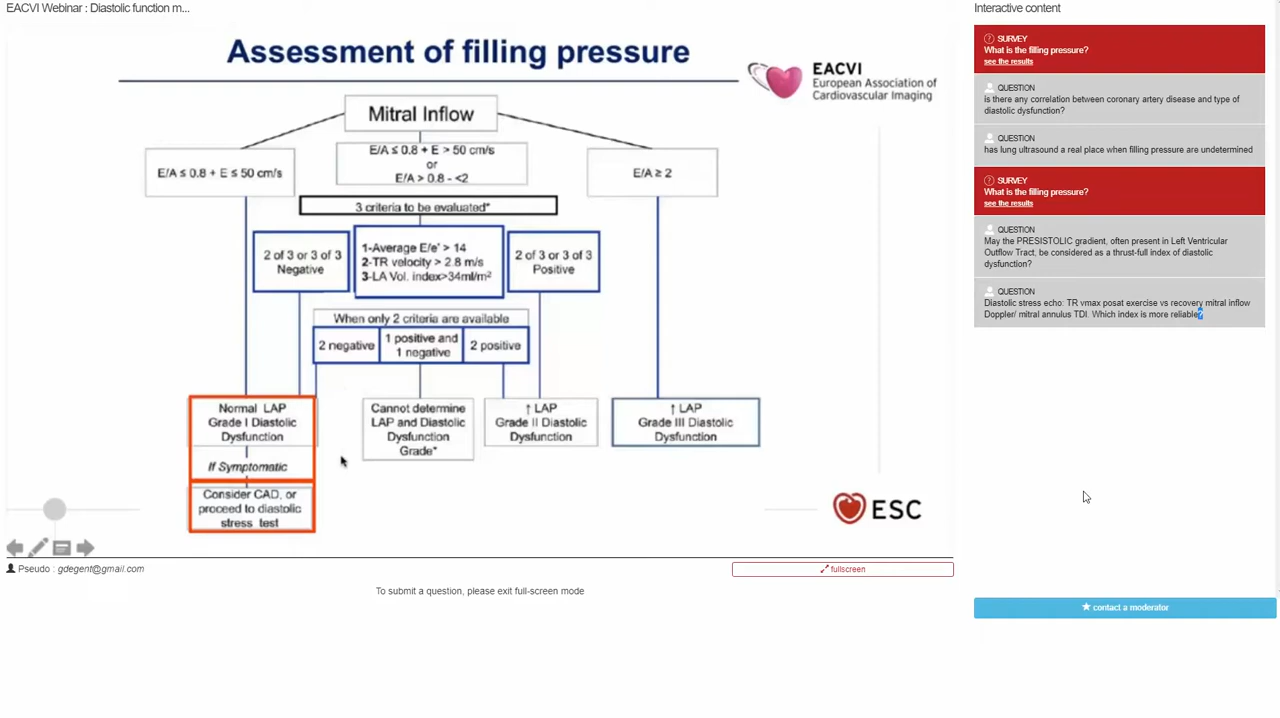 EACVI Webinar : Diastolic function m...
Assessment of filling pressure
EACVI
European Association of
Cardiovascular Imaging
Mitral Inflow
E/A ≤ 0.8 + E ≤ 50 cm/s
E/A ≤ 0.8 + E > 50 cm/s
or
E/A > 0.8 - <2
E/A ≥ 2
3 criteria to be evaluated*
2 of 3 or 3 of 3
Negative
1-Average E/e' > 14
2-TR velocity > 2.8 m/s
3-LA Vol. index>34ml/m²
2 of 3 or 3 of 3
Positive
When only 2 criteria are available
2 negative
1 positive and
1 negative
2 positive
Normal LAP
Grade I Diastolic
Dysfunction
If Symptomatic
Consider CAD, or
proceed to diastolic
stress test
Cannot determine
LAP and Diastolic
Dysfunction
Grade*
↑ LAP
Grade II Diastolic
Dysfunction
↑ LAP
Grade III Diastolic
Dysfunction
ESC
Pseudo : gdegent@gmail.com
fullscreen
To submit a question, please exit full-screen mode
Interactive content
SURVEY
What is the filling pressure?
see the results
QUESTION
is there any correlation between coronary artery disease and type of
diastolic dysfunction?
QUESTION
has lung ultrasound a real place when filling pressure are undetermined
SURVEY
What is the filling pressure?
see the results
QUESTION
May the PRESISTOLIC gradient, often present in Left Ventricular
Outflow Tract, be considered as a thrust-full index of diastolic
dysfunction?
QUESTION
Diastolic stress echo: TR vmax posat exercise vs recovery mitral inflow
Doppler/ mitral annulus TDI. Which index is more reliable?
contact a moderator